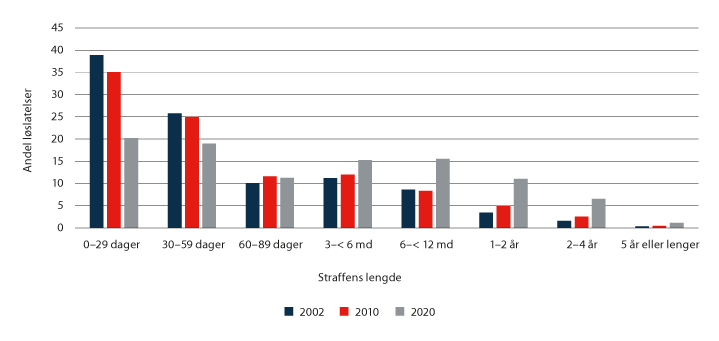 45
40
35
30
25
20
15
10
5
0
Andel løslatelser
0–29 dager 30–59 dager 60–89 dager 3–< 6 md 6–< 12 md 1–2 år 2–4 år 5 år eller lenger
Straffens lengde
2002 2010 2020